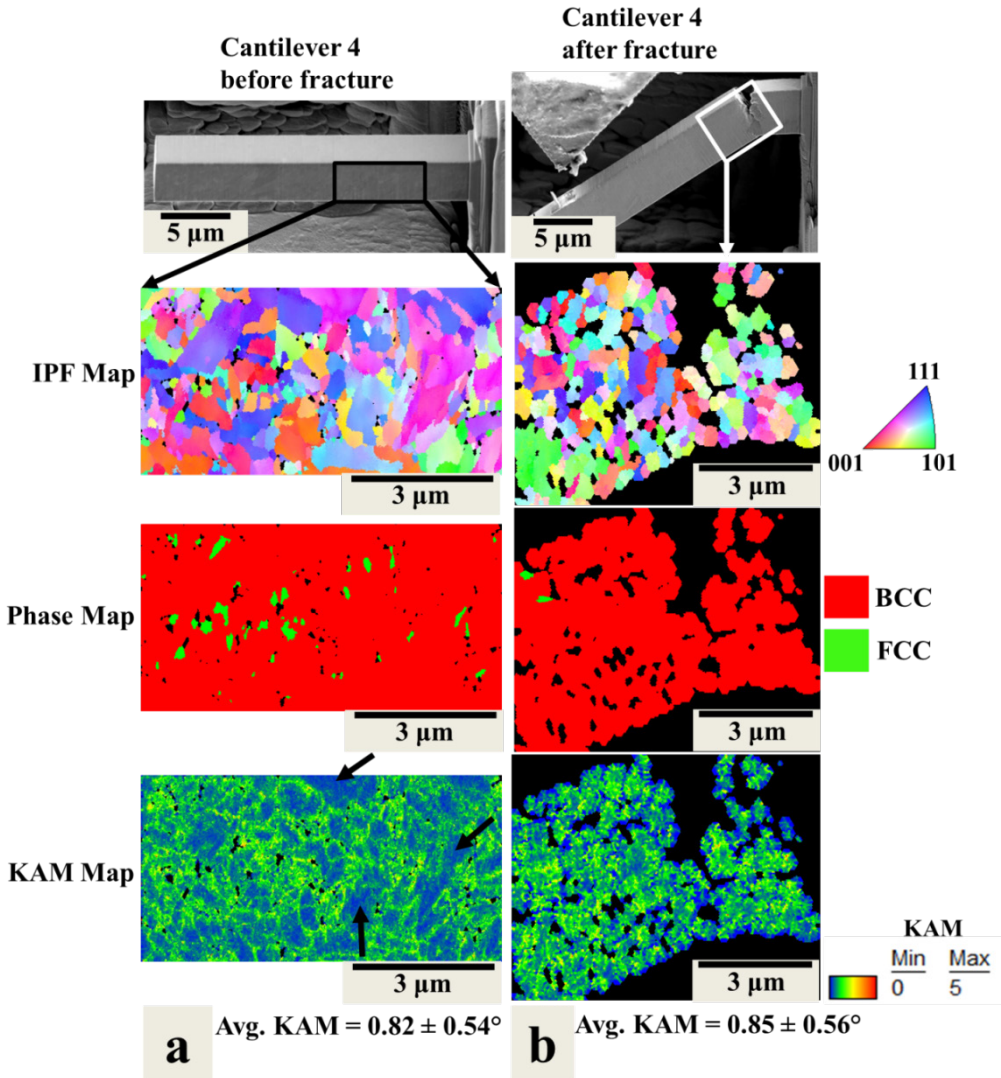 Cantilever 4
before fracture
Cantilever 4
after fracture
5 µm
5 µm
IPF Map
3 µm
3 µm
111
001
101
Phase Map
BCC
FCC
3 µm
3 µm
KAM Map
3 µm
3 µm
KAM
Min Max
0 5
a
Avg. KAM = 0.82 ± 0.54°
b
Avg. KAM = 0.85 ± 0.56°